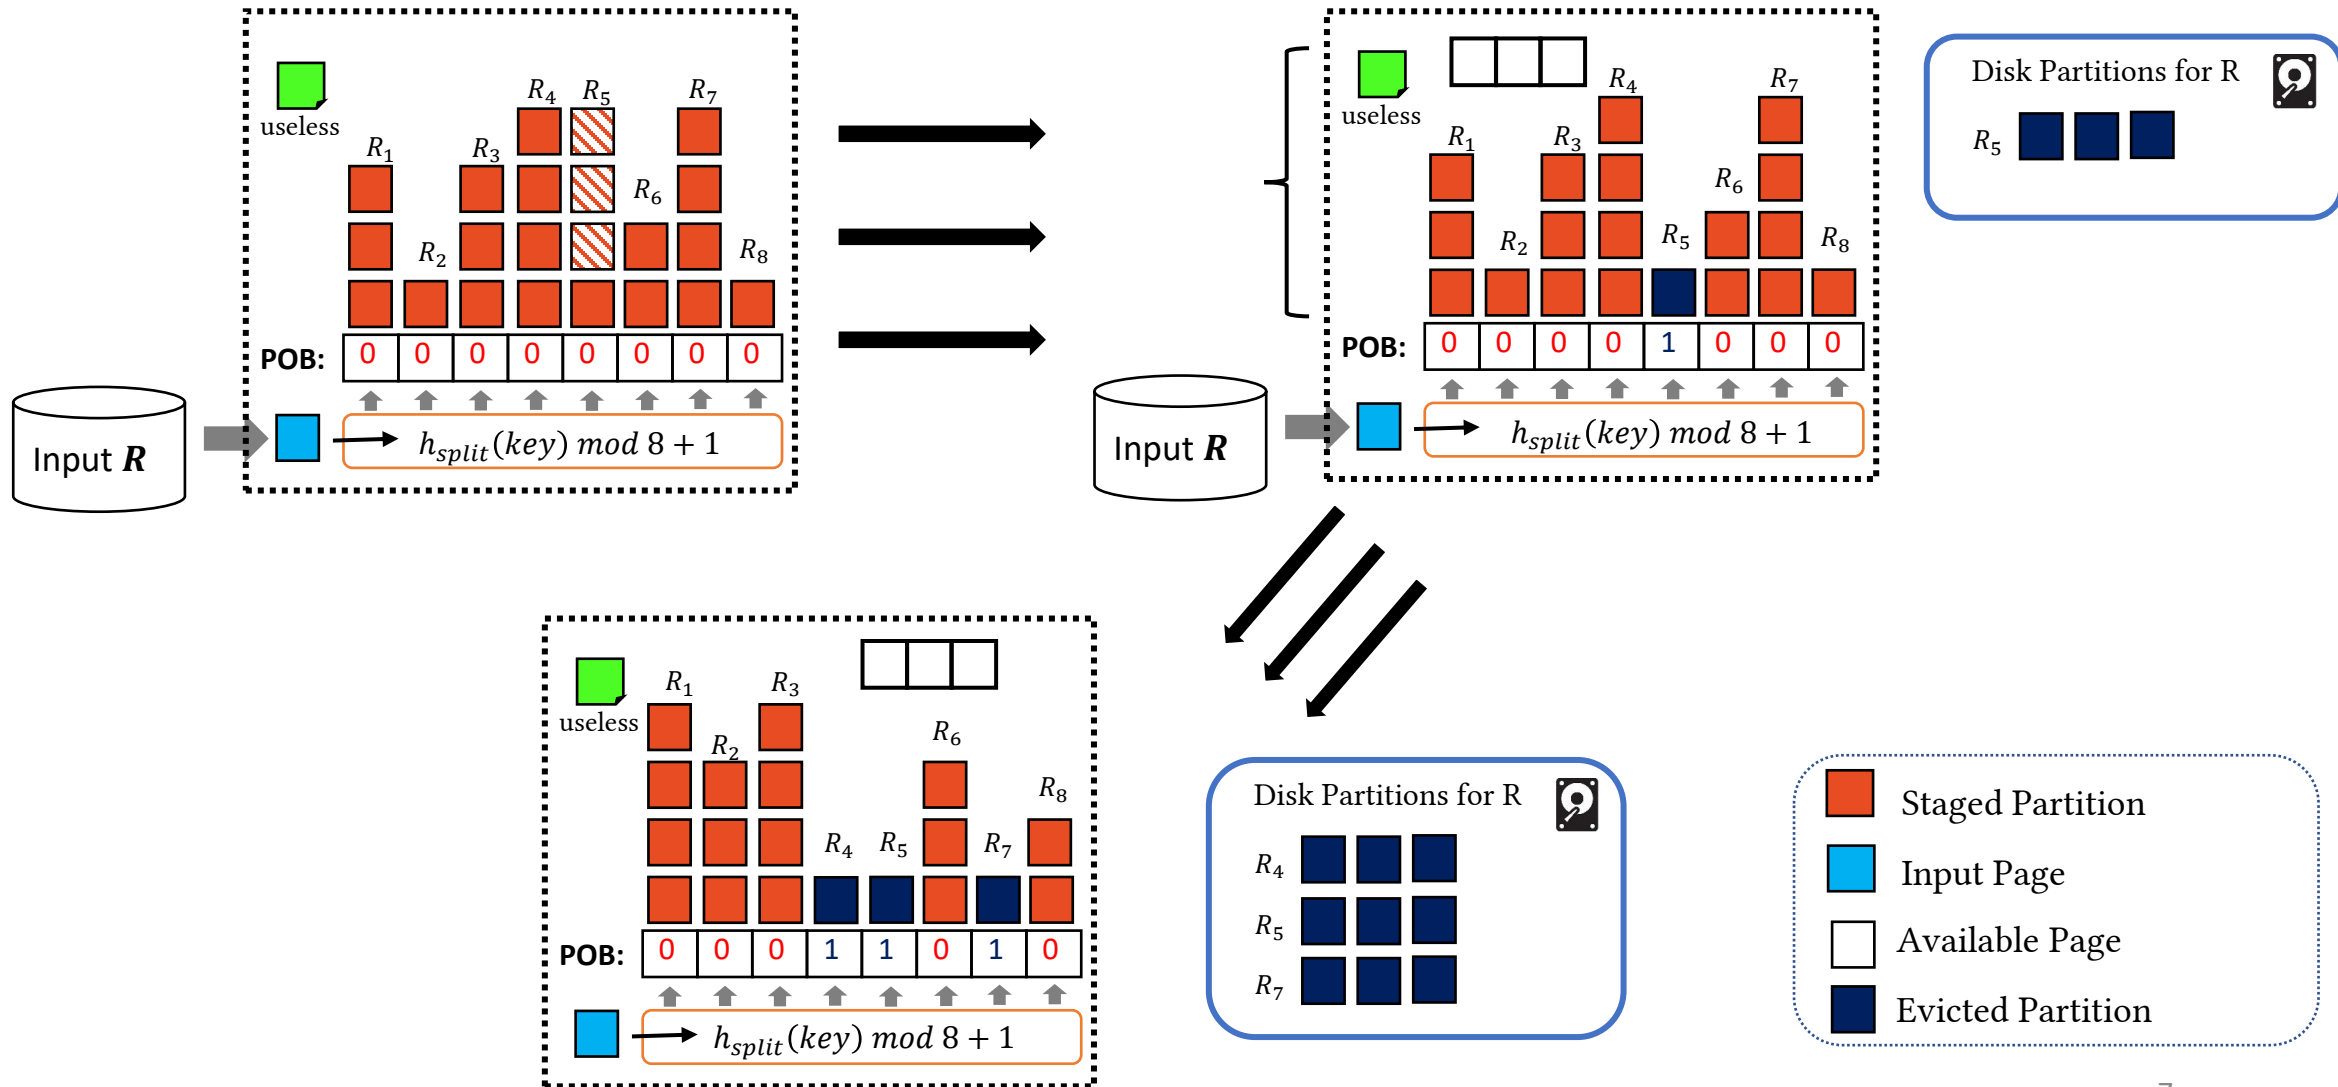 useless
R₁ R₂ R₃ R₄ R₅ R₆ R₇ R₈
POB: 0 0 0 0 0 0 0 0
Input R
h_split(key) mod 8 + 1
useless
R₁ R₂ R₃ R₄ R₅ R₆ R₇ R₈
POB: 0 0 0 0 1 0 0 0
Input R
h_split(key) mod 8 + 1
Disk Partitions for R
R₅
useless
R₁ R₂ R₃ R₄ R₅ R₆ R₇ R₈
POB: 0 0 0 1 1 0 1 0
h_split(key) mod 8 + 1
Disk Partitions for R
R₄
R₅
R₇
Staged Partition
Input Page
Available Page
Evicted Partition